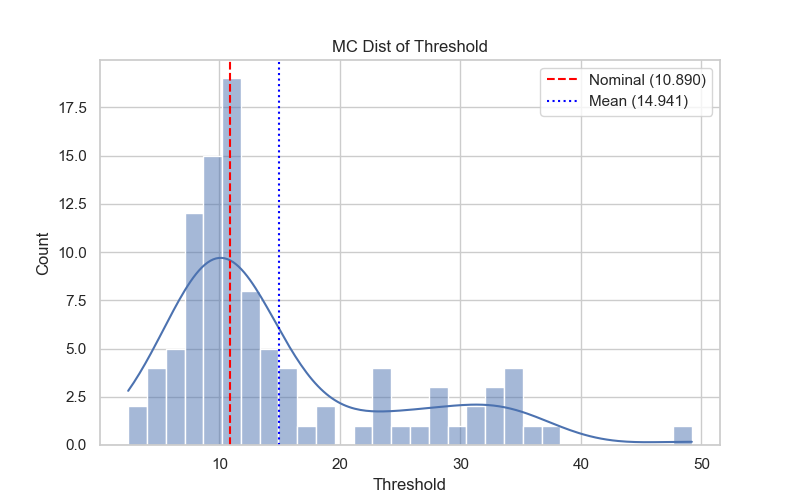 MC Dist of Threshold
Nominal (10.890)
Mean (14.941)
17.5
15.0
12.5
10.0
7.5
5.0
2.5
0.0
Count
10
20
30
40
50
Threshold